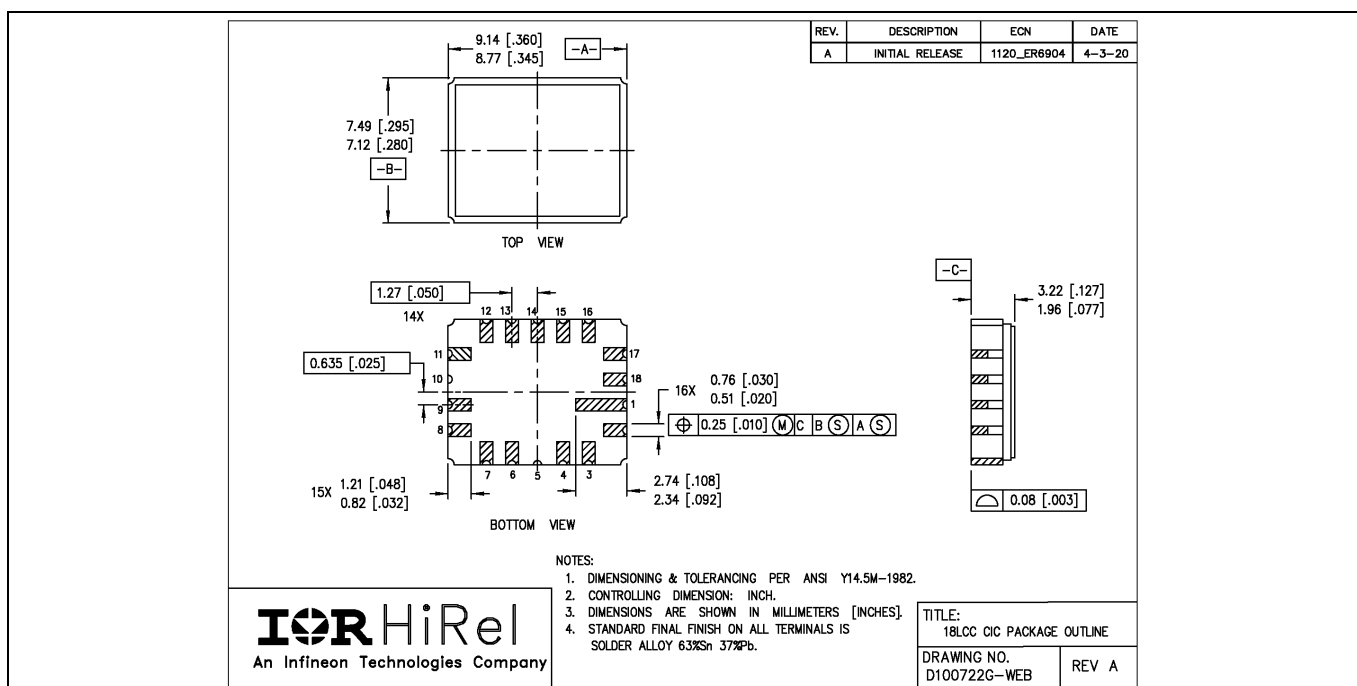 REV. DESCRIPTION ECN DATE
A INITIAL RELEASE 1120_ER6904 4-3-20
9.14 [.360]
8.77 [.345]
-A-
7.49 [.295]
7.12 [.280]
-B-
TOP VIEW
1.27 [.050]
14X
0.635 [.025]
12 13 14 15 16
11
10
9
8
17
18
1
7 6 5 4 3
16X 0.76 [.030]
0.51 [.020]
0.25 [.010] M C B S A S
15X 1.21 [.048]
0.82 [.032]
2.74 [.108]
2.34 [.092]
BOTTOM VIEW
-C-
3.22 [.127]
1.96 [.077]
0.08 [.003]
NOTES:
1. DIMENSIONING & TOLERANCING PER ANSI Y14.5M-1982.
2. CONTROLLING DIMENSION: INCH.
3. DIMENSIONS ARE SHOWN IN MILLIMETERS [INCHES].
4. STANDARD FINAL FINISH ON ALL TERMINALS IS
SOLDER ALLOY 63%Sn 37%Pb.
IOR HiRel
An Infineon Technologies Company
TITLE:
18LCC CIC PACKAGE OUTLINE
DRAWING NO.
D100722G-WEB
REV A